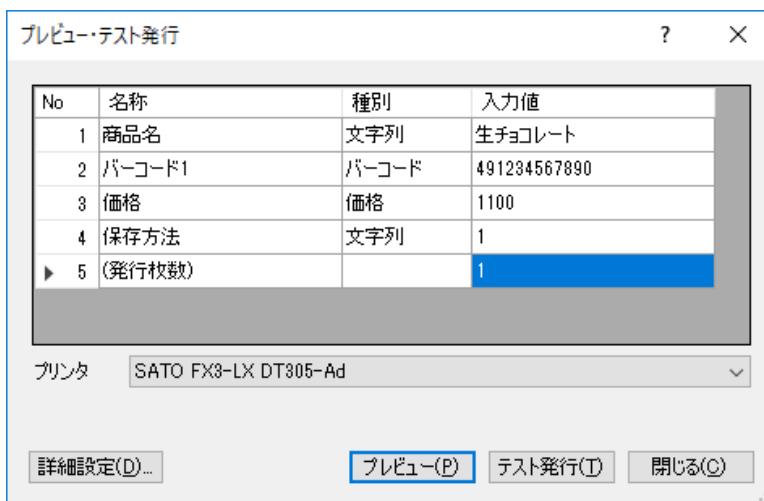 プレビュー・テスト発行 ?
No 名称 種別 入力値
1 商品名 文字列 生チョコレート
2 バーコード1 バーコード 491234567890
3 価格 価格 1100
4 保存方法 文字列 1
5 (発行枚数) 1
プリンタ SATO FX3-LX DT305-Ad
詳細設定(D)... プレビュー(P) テスト発行(T) 閉じる(C)